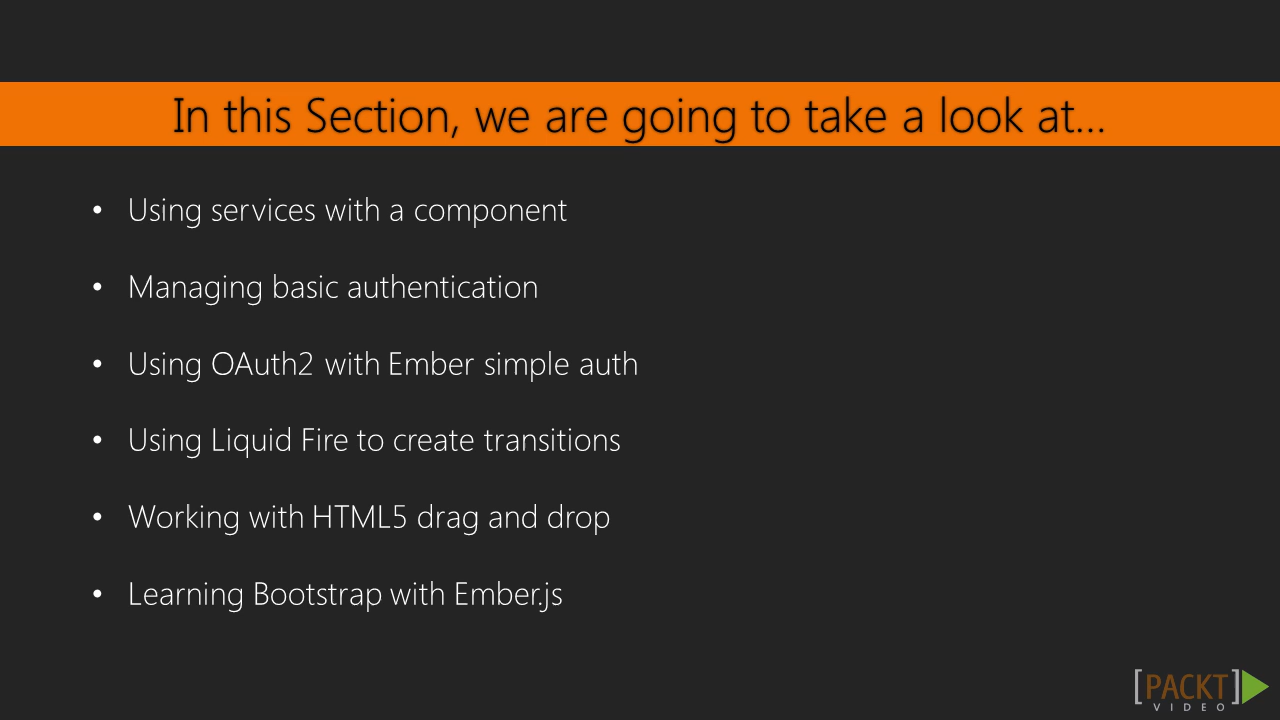 In this Section, we are going to take a look at...
• Using services with a component
• Managing basic authentication
• Using OAuth2 with Ember simple auth
• Using Liquid Fire to create transitions
• Working with HTML5 drag and drop
• Learning Bootstrap with Ember.js
[PACKT]
VIDEO